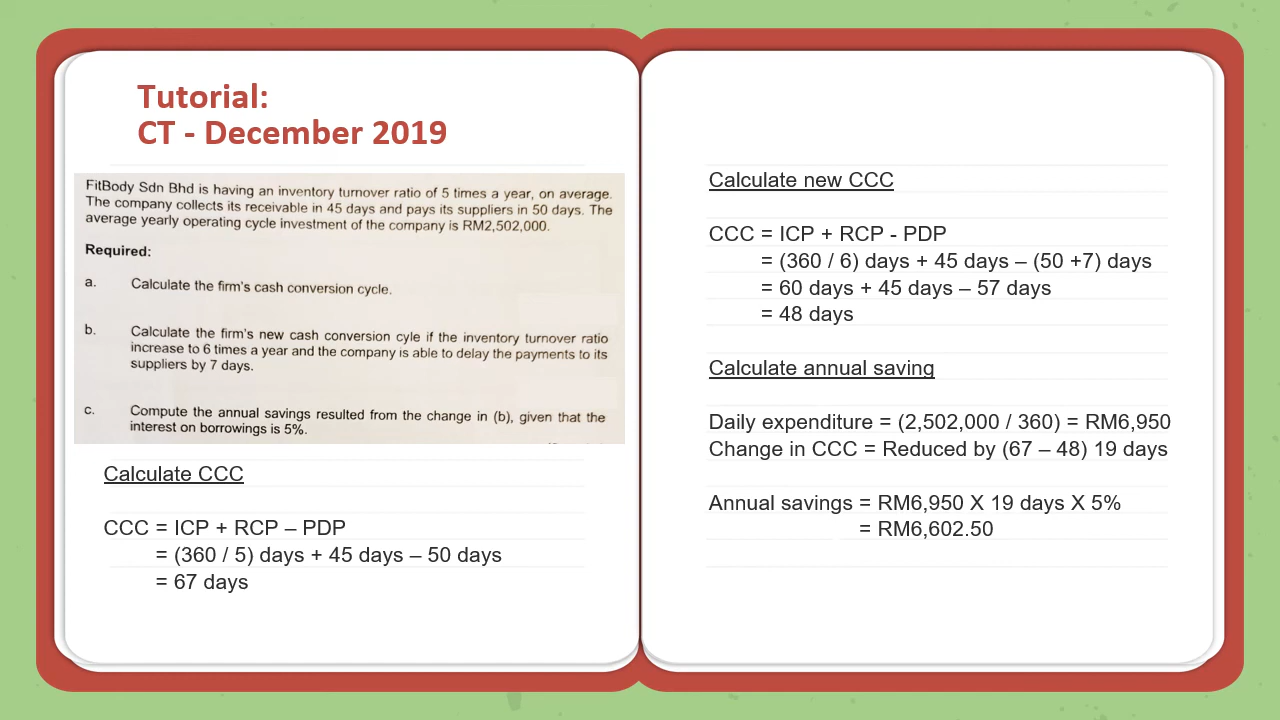 Tutorial:
CT - December 2019
FitBody Sdn Bhd is having an inventory turnover ratio of 5 times a year, on average.
The company collects its receivable in 45 days and pays its suppliers in 50 days. The
average yearly operating cycle investment of the company is RM2,502,000.
Required:
a. Calculate the firm's cash conversion cycle.
b. Calculate the firm's new cash conversion cyle if the inventory turnover ratio
increase to 6 times a year and the company is able to delay the payments to its
suppliers by 7 days.
c. Compute the annual savings resulted from the change in (b), given that the
interest on borrowings is 5%.
Calculate CCC
CCC = ICP + RCP – PDP
= (360 / 5) days + 45 days – 50 days
= 67 days
Calculate new CCC
CCC = ICP + RCP - PDP
= (360 / 6) days + 45 days – (50 +7) days
= 60 days + 45 days – 57 days
= 48 days
Calculate annual saving
Daily expenditure = (2,502,000 / 360) = RM6,950
Change in CCC = Reduced by (67 – 48) 19 days
Annual savings = RM6,950 X 19 days X 5%
= RM6,602.50